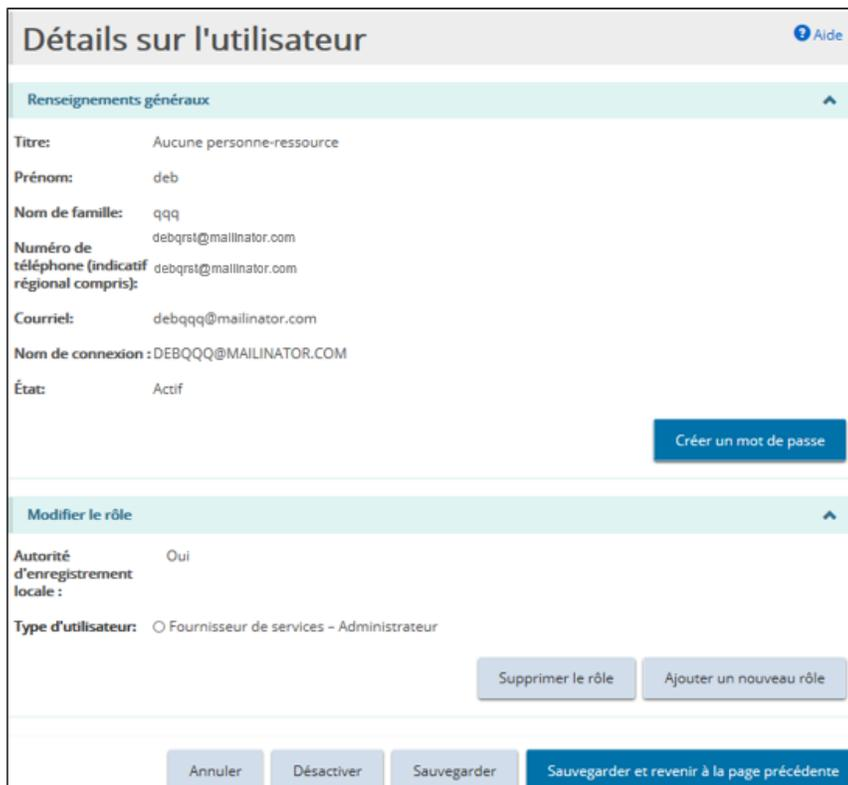 Détails sur l'utilisateur
Aide
Renseignements généraux
Titre: Aucune personne-ressource
Prénom: deb
Nom de famille: qqq
Numéro de téléphone (indicatif régional compris):
debqrst@mailinator.com
debqrst@mailinator.com
Courriel: debqqq@mailinator.com
Nom de connexion : DEBQQQ@MAILINATOR.COM
État: Actif
Créer un mot de passe
Modifier le rôle
Autorité
d'enregistrement
locale :
Oui
Type d'utilisateur: Fournisseur de services – Administrateur
Supprimer le rôle Ajouter un nouveau rôle
Annuler Désactiver Sauvegarder Sauvegarder et revenir à la page précédente